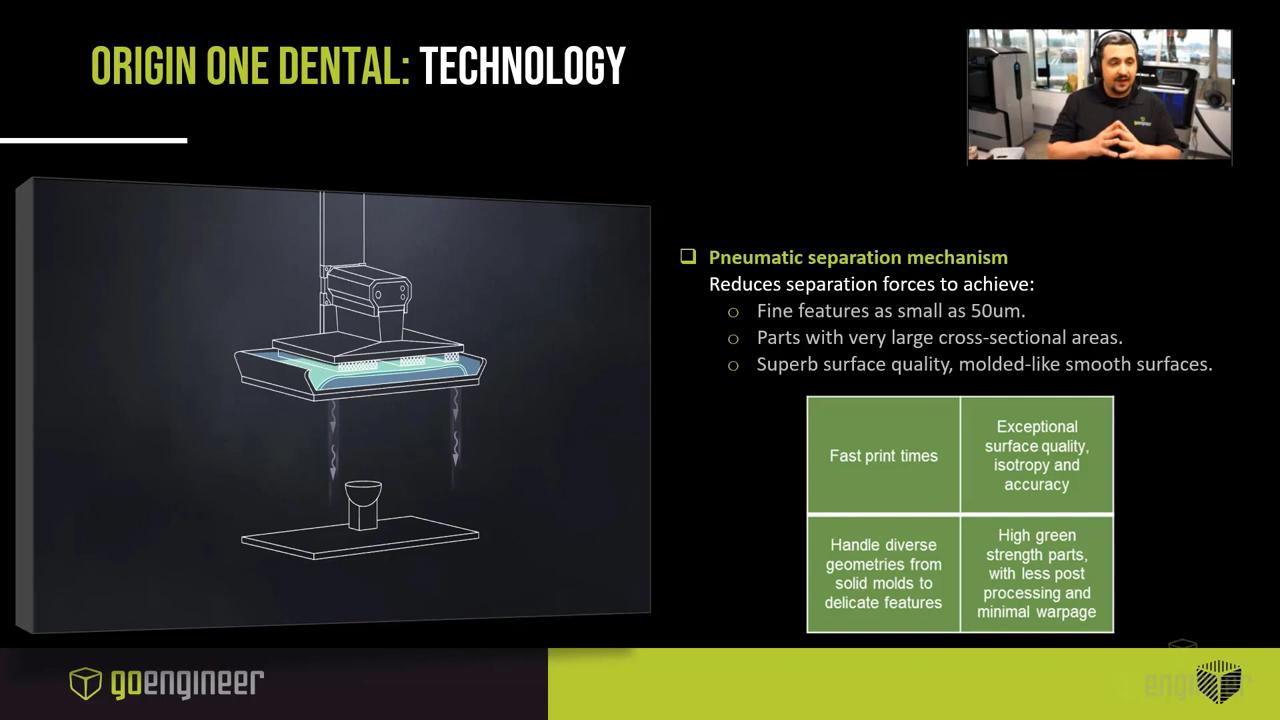 ORIGIN ONE DENTAL: TECHNOLOGY
Pneumatic separation mechanism
Reduces separation forces to achieve:
Fine features as small as 50um.
Parts with very large cross-sectional areas.
Superb surface quality, molded-like smooth surfaces.
Fast print times
Exceptional
surface quality,
isotropy and
accuracy
Handle diverse
geometries from
solid molds to
delicate features
High green
strength parts,
with less post
processing and
minimal warpage
goengineer
goengineer